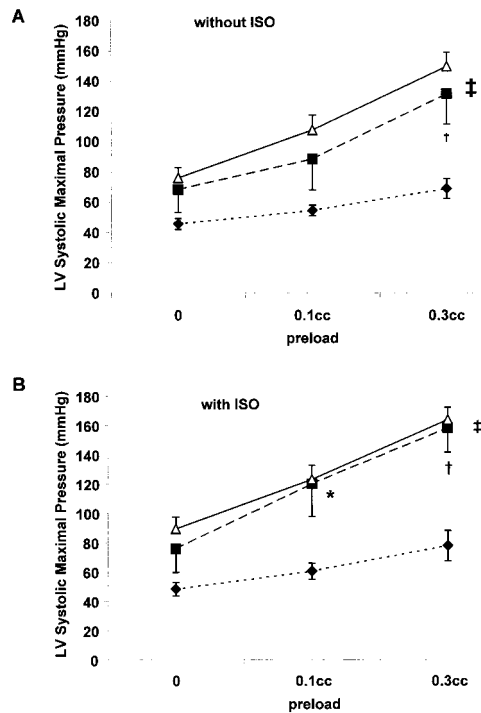 A
without ISO
LV Systolic Maximal Pressure (mmHg)
180
160
140
120
100
80
60
40
20
0
‡
†
0
0.1cc
0.3cc
preload
B
with ISO
LV Systolic Maximal Pressure (mmHg)
180
160
140
120
100
80
60
40
20
0
‡
†
*
0
0.1cc
0.3cc
preload